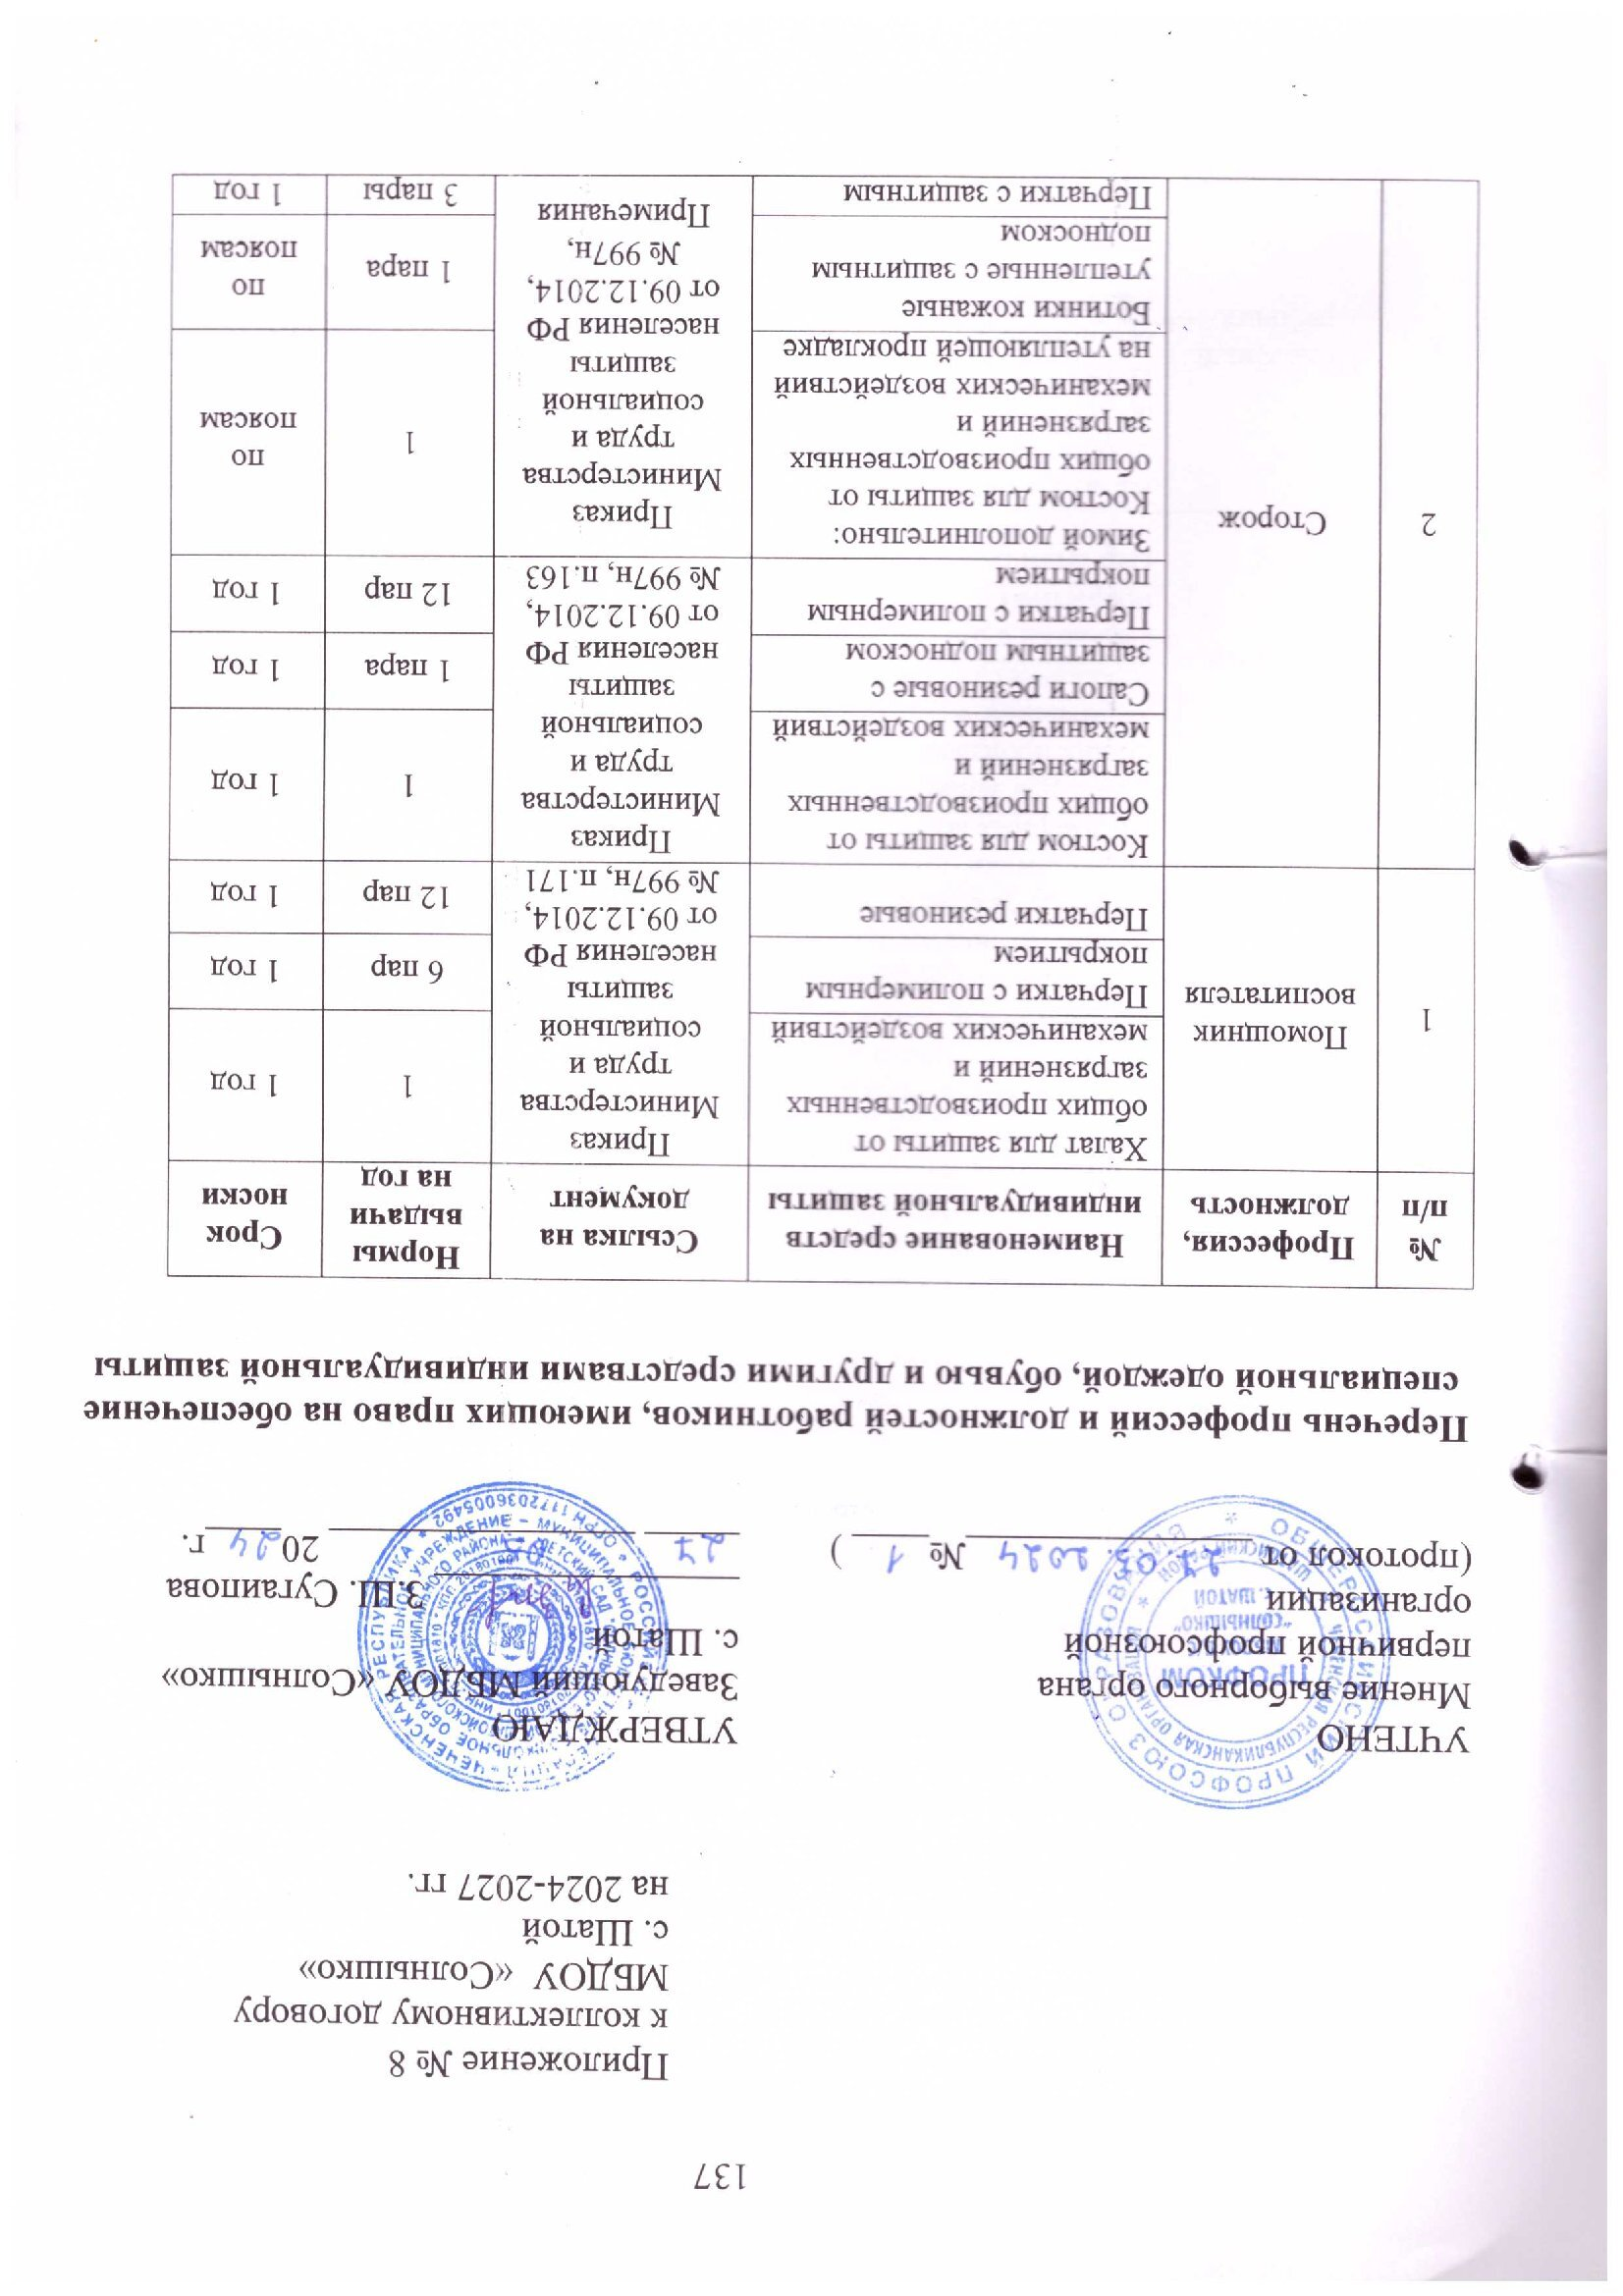 137
Приложение № 8
к коллективному договору
МБДОУ «Солнышко»
с. Шатой
на 2024-2027 гг.
УЧТЕНО
Мнение выборного органа
первичной профсоюзной
организации
(протокол от 27.03.2024 № 1 )
УТВЕРЖДАЮ
Заведующий МБДОУ «Солнышко»
с. Шатой
З.Ш. Сугаипова
27 03 2024 г.
ПРОФКОМ
"СОЛНЫШКО"
с. ШАТОЙ
Перечень профессий и должностей работников, имеющих право на обеспечение
специальной одеждой, обувью и другими средствами индивидуальной защиты
№
п/п
Профессия,
должность
Наименование средств
индивидуальной защиты
Ссылка на
документ
Нормы
выдачи
на год
Срок
носки
1
Помощник
воспитателя
Халат для защиты от
общих производственных
загрязнений и
механических воздействий
Приказ
Министерства
труда и
социальной
защиты
населения РФ
от 09.12.2014,
№ 997н, п.171
1
1 год
Перчатки с полимерным
покрытием
6 пар
1 год
Перчатки резиновые
12 пар
1 год
2
Сторож
Костюм для защиты от
общих производственных
загрязнений и
механических воздействий
Приказ
Министерства
труда и
социальной
защиты
населения РФ
от 09.12.2014,
№ 997н, п.163
1
1 год
Сапоги резиновые с
защитным подноском
1 пара
1 год
Перчатки с полимерным
покрытием
12 пар
1 год
Зимой дополнительно:
Костюм для защиты от
общих производственных
загрязнений и
механических воздействий
на утепляющей прокладке
Приказ
Министерства
труда и
социальной
защиты
населения РФ
от 09.12.2014,
№ 997н,
Примечания
1
по
поясам
Ботинки кожаные
утепленные с защитным
подноском
1 пара
по
поясам
Перчатки с защитным
3 пары
1 год